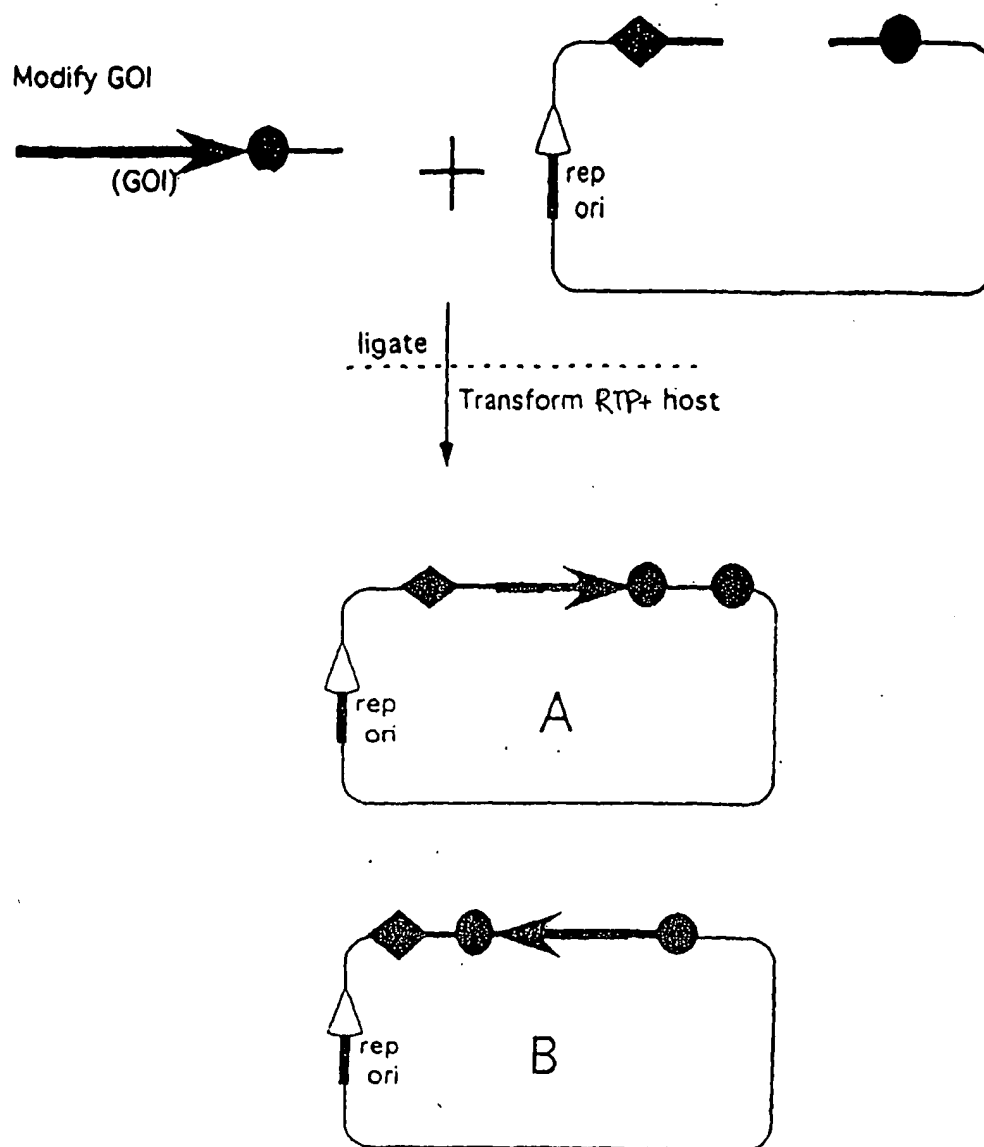 Modify GOI
(GOI)
+
rep
ori
ligate
Transform RTP+ host
rep
ori
A
rep
ori
B